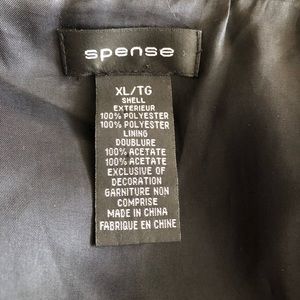 spense
XL/TG
SHELL
EXTERIEUR
100% POLYESTER
100% POLYESTER
LINING
DOUBLURE
100% ACETATE
100% ACETATE
EXCLUSIVE OF
DECORATION
GARNITURE NON
COMPRISE
MADE IN CHINA
FABRIQUE EN CHINE